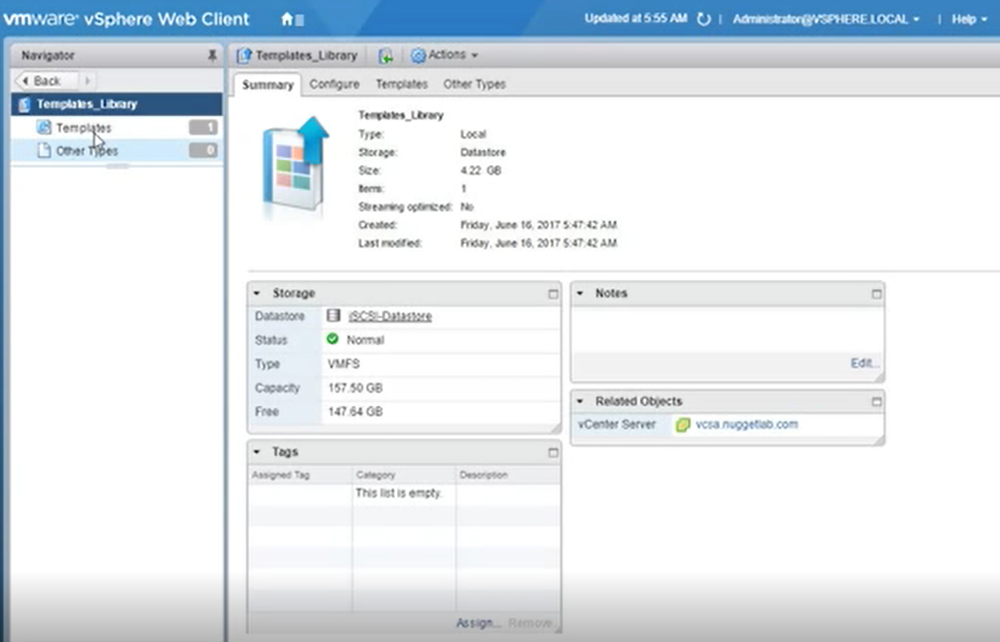 vmware vSphere Web Client
Updated at 5:55 AM
Administrator@VSPHERE.LOCAL
Help
Navigator
Back
Templates_Library
Templates 1
Other Types 0
Templates_Library
Actions
Summary Configure Templates Other Types
Templates_Library
Type: Local
Storage: Datastore
Size: 4.22 GB
Items: 1
Streaming optimized: No
Created: Friday, June 16, 2017 5:47:42 AM
Last modified: Friday, June 16, 2017 5:47:42 AM
Storage
Datastore iSCSI-Datastore
Status Normal
Type VMFS
Capacity 157.50 GB
Free 147.64 GB
Tags
Assigned Tag Category Description
This list is empty.
Assign... Remove...
Notes
Edit...
Related Objects
vCenter Server vcsa.nuggetlab.com